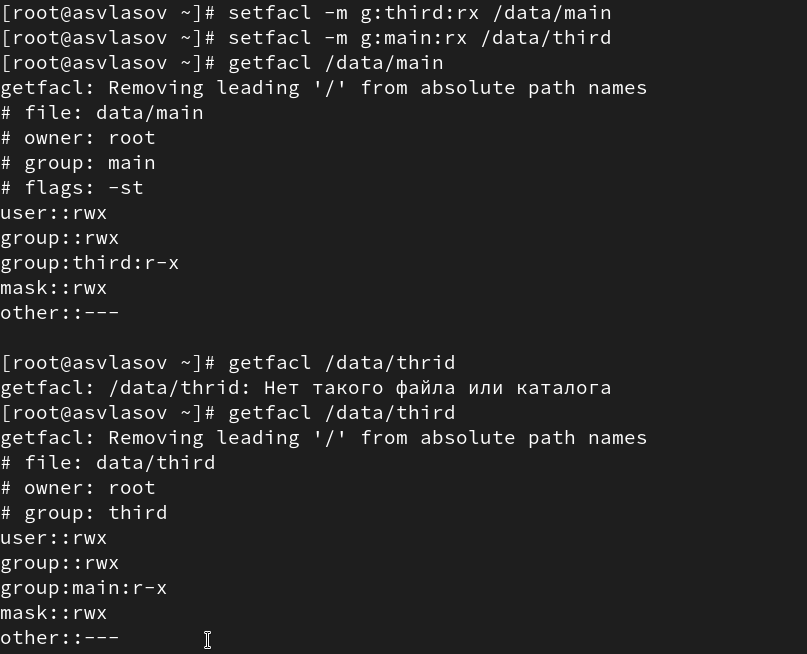 [root@asvlasov ~]# setfacl -m g:third:rx /data/main
[root@asvlasov ~]# setfacl -m g:main:rx /data/third
[root@asvlasov ~]# getfacl /data/main
getfacl: Removing leading '/' from absolute path names
# file: data/main
# owner: root
# group: main
# flags: -st
user::rwx
group::rwx
group:third:r-x
mask::rwx
other::---

[root@asvlasov ~]# getfacl /data/thrid
getfacl: /data/thrid: Нет такого файла или каталога
[root@asvlasov ~]# getfacl /data/third
getfacl: Removing leading '/' from absolute path names
# file: data/third
# owner: root
# group: third
user::rwx
group::rwx
group:main:r-x
mask::rwx
other::---